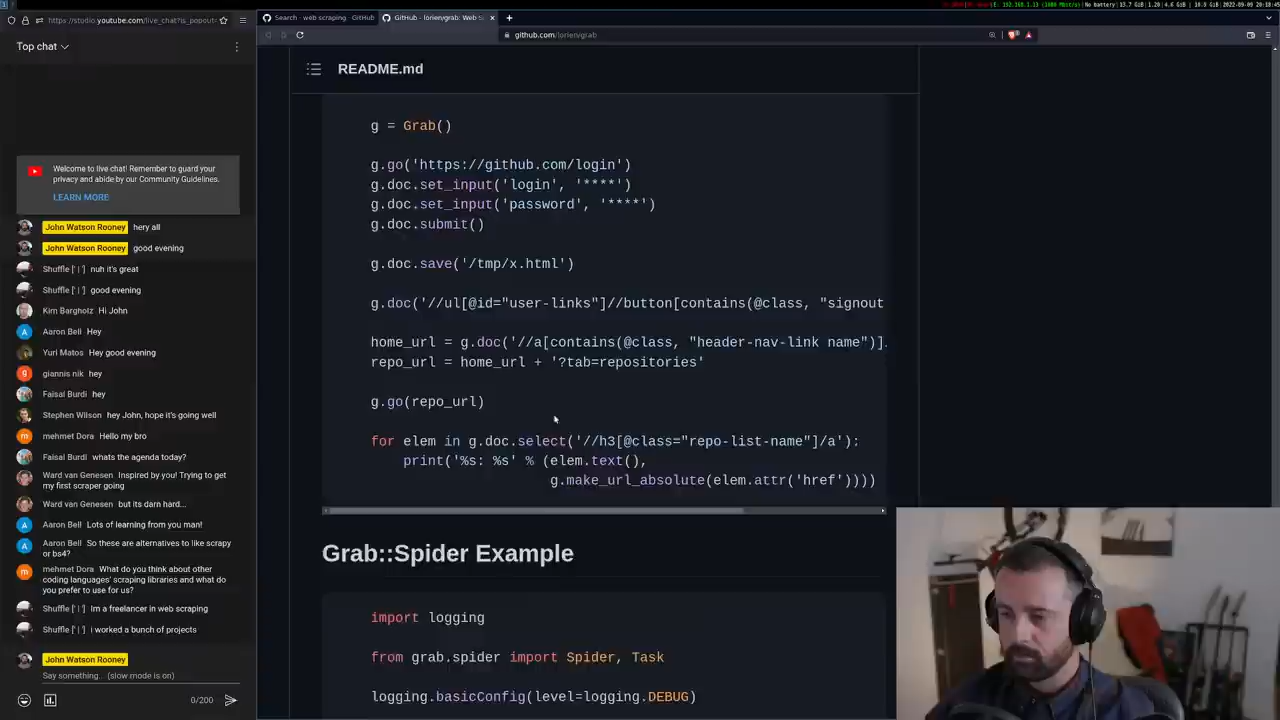 https://studio.youtube.com/live_chat?is_popout=
Top chat
Welcome to live chat! Remember to guard your
privacy and abide by our Community Guidelines.
LEARN MORE
John Watson Rooney hery all
John Watson Rooney good evening
Shuffle [' | '] nuh it's great
Shuffle [' | '] good evening
Kim Bargholz Hi John
Aaron Bell Hey
Yuri Matos Hey good evening
giannis nik hey
Faisal Burdi hey
Stephen Wilson hey John, hope it's going well
mehmet Dora Hello my bro
Faisal Burdi whats the agenda today?
Ward van Genesen Inspired by you! Trying to get
my first scraper going
Ward van Genesen but its darn hard...
Aaron Bell Lots of learning from you man!
Aaron Bell So these are alternatives to like scrapy
or bs4?
mehmet Dora What do you think about other
coding languages' scraping libraries and what do
you prefer to use for us?
Shuffle [' | '] Im a freelancer in web scraping
Shuffle [' | '] i worked a bunch of projects
John Watson Rooney
Say something... (slow mode is on)
0/200
Search · web scraping · GitHub
GitHub - lorien/grab: Web S
github.com/lorien/grab
README.md
g = Grab()
g.go('https://github.com/login')
g.doc.set_input('login', '****')
g.doc.set_input('password', '****')
g.doc.submit()
g.doc.save('/tmp/x.html')
g.doc('//ul[@id="user-links"]//button[contains(@class, "signout
home_url = g.doc('//a[contains(@class, "header-nav-link name")].
repo_url = home_url + '?tab=repositories'
g.go(repo_url)
for elem in g.doc.select('//h3[@class="repo-list-name"]/a'):
print('%s: %s' % (elem.text(),
g.make_url_absolute(elem.attr('href'))))
Grab::Spider Example
import logging
from grab.spider import Spider, Task
logging.basicConfig(level=logging.DEBUG)